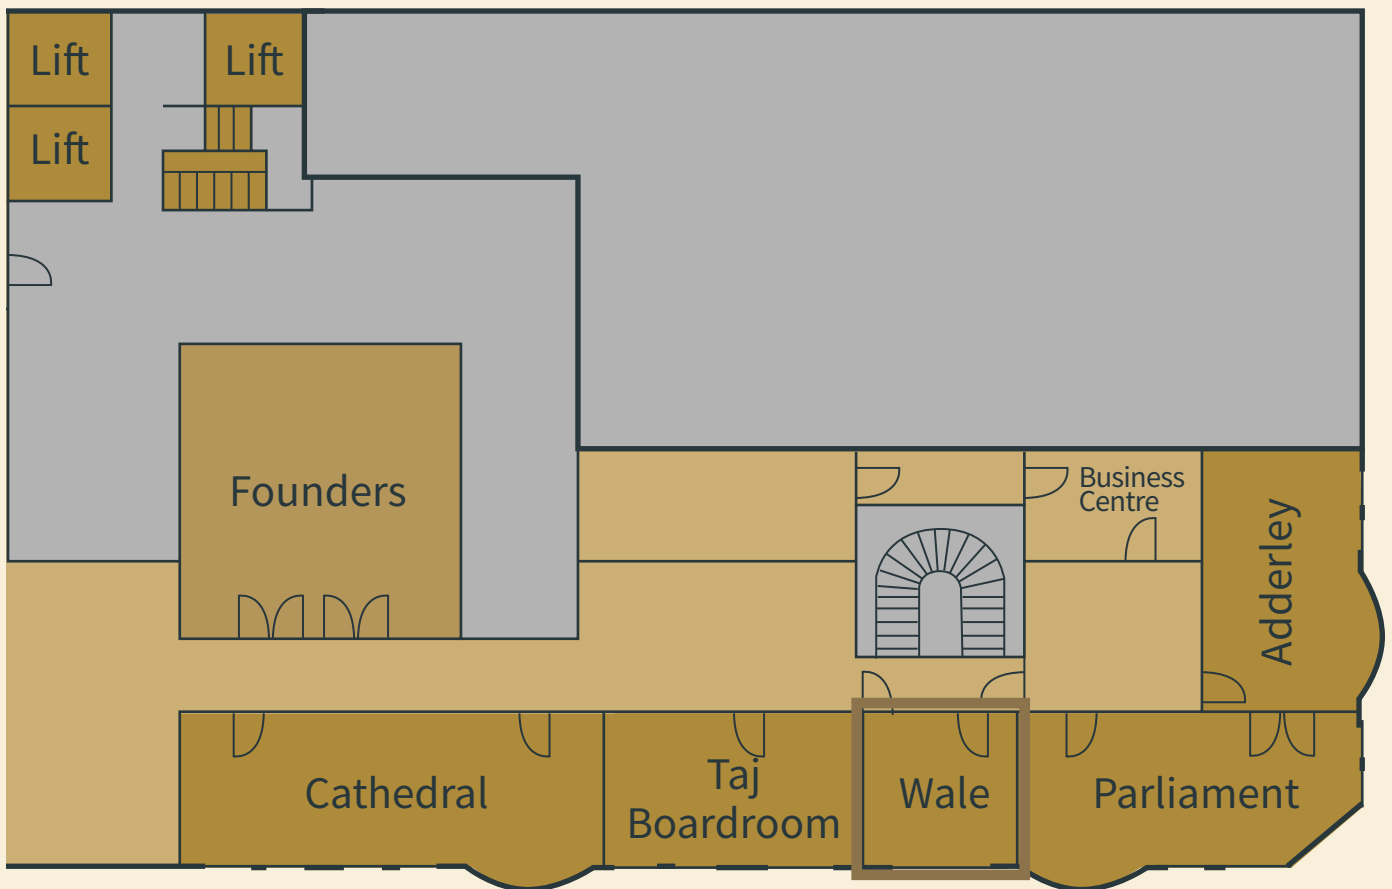 Lift
Lift
Lift
Founders
Business
Centre
Adderley
Cathedral
Taj
Boardroom
Wale
Parliament